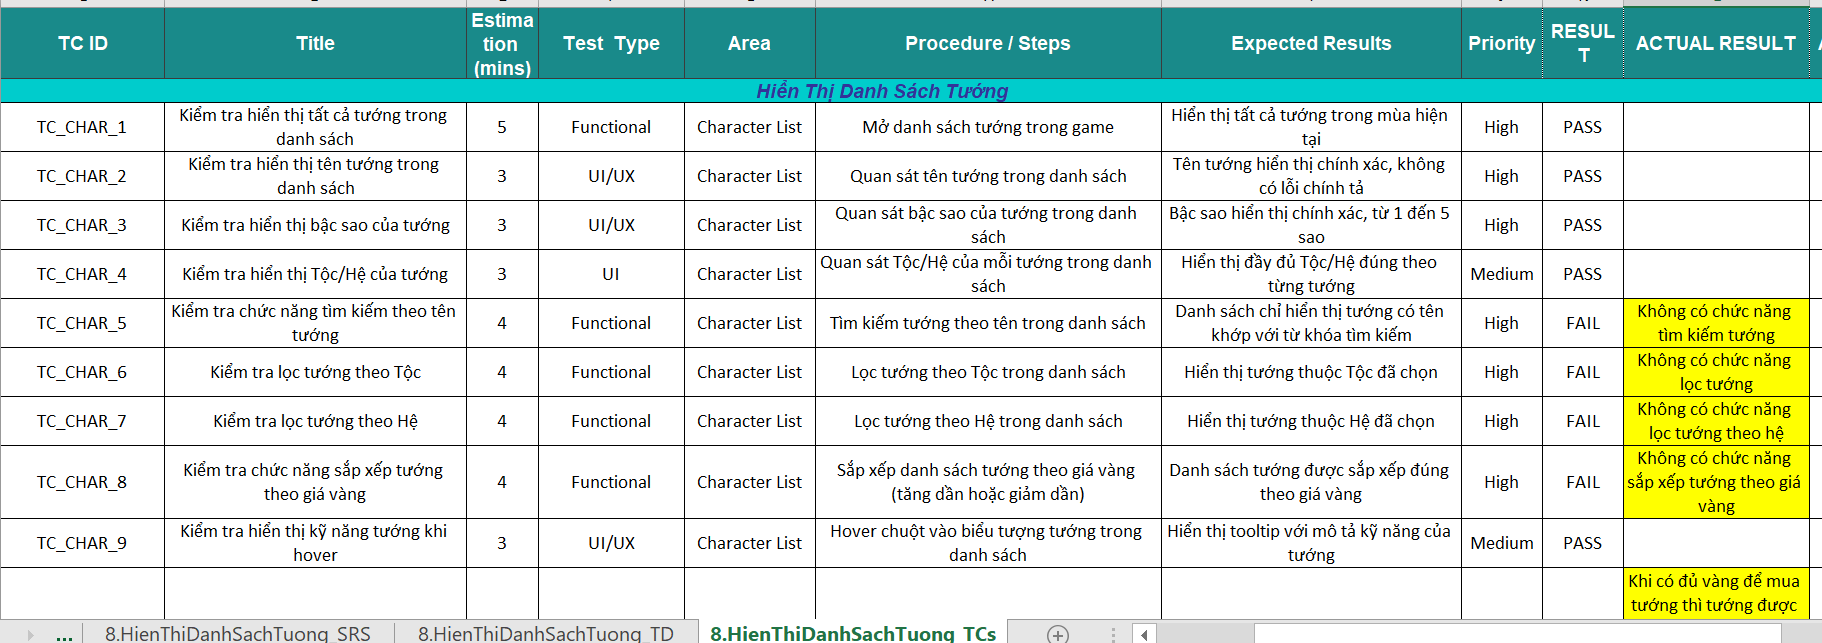 TC ID
Title
Estima
tion
(mins)
Test Type
Area
Procedure / Steps
Expected Results
Priority
RESUL
T
ACTUAL RESULT
Hiển Thị Danh Sách Tướng
TC_CHAR_1
Kiểm tra hiển thị tất cả tướng trong
danh sách
5
Functional
Character List
Mở danh sách tướng trong game
Hiển thị tất cả tướng trong mùa hiện
tại
High
PASS
TC_CHAR_2
Kiểm tra hiển thị tên tướng trong
danh sách
3
UI/UX
Character List
Quan sát tên tướng trong danh sách
Tên tướng hiển thị chính xác, không
có lỗi chính tả
High
PASS
TC_CHAR_3
Kiểm tra hiển thị bậc sao của tướng
3
UI/UX
Character List
Quan sát bậc sao của tướng trong danh
sách
Bậc sao hiển thị chính xác, từ 1 đến 5
sao
High
PASS
TC_CHAR_4
Kiểm tra hiển thị Tộc/Hệ của tướng
3
UI
Character List
Quan sát Tộc/Hệ của mỗi tướng trong danh
sách
Hiển thị đầy đủ Tộc/Hệ đúng theo
từng tướng
Medium
PASS
TC_CHAR_5
Kiểm tra chức năng tìm kiếm theo tên
tướng
4
Functional
Character List
Tìm kiếm tướng theo tên trong danh sách
Danh sách chỉ hiển thị tướng có tên
khớp với từ khóa tìm kiếm
High
FAIL
Không có chức năng
tìm kiếm tướng
TC_CHAR_6
Kiểm tra lọc tướng theo Tộc
4
Functional
Character List
Lọc tướng theo Tộc trong danh sách
Hiển thị tướng thuộc Tộc đã chọn
High
FAIL
Không có chức năng
lọc tướng
TC_CHAR_7
Kiểm tra lọc tướng theo Hệ
4
Functional
Character List
Lọc tướng theo Hệ trong danh sách
Hiển thị tướng thuộc Hệ đã chọn
High
FAIL
Không có chức năng
lọc tướng theo hệ
TC_CHAR_8
Kiểm tra chức năng sắp xếp tướng
theo giá vàng
4
Functional
Character List
Sắp xếp danh sách tướng theo giá vàng
(tăng dần hoặc giảm dần)
Danh sách tướng được sắp xếp đúng
theo giá vàng
High
FAIL
Không có chức năng
sắp xếp tướng theo giá
vàng
TC_CHAR_9
Kiểm tra hiển thị kỹ năng tướng khi
hover
3
UI/UX
Character List
Hover chuột vào biểu tượng tướng trong
danh sách
Hiển thị tooltip với mô tả kỹ năng của
tướng
Medium
PASS
Khi có đủ vàng để mua
tướng thì tướng được
...
8.HienThiDanhSachTuong_SRS
8.HienThiDanhSachTuong_TD
8.HienThiDanhSachTuong_TCs